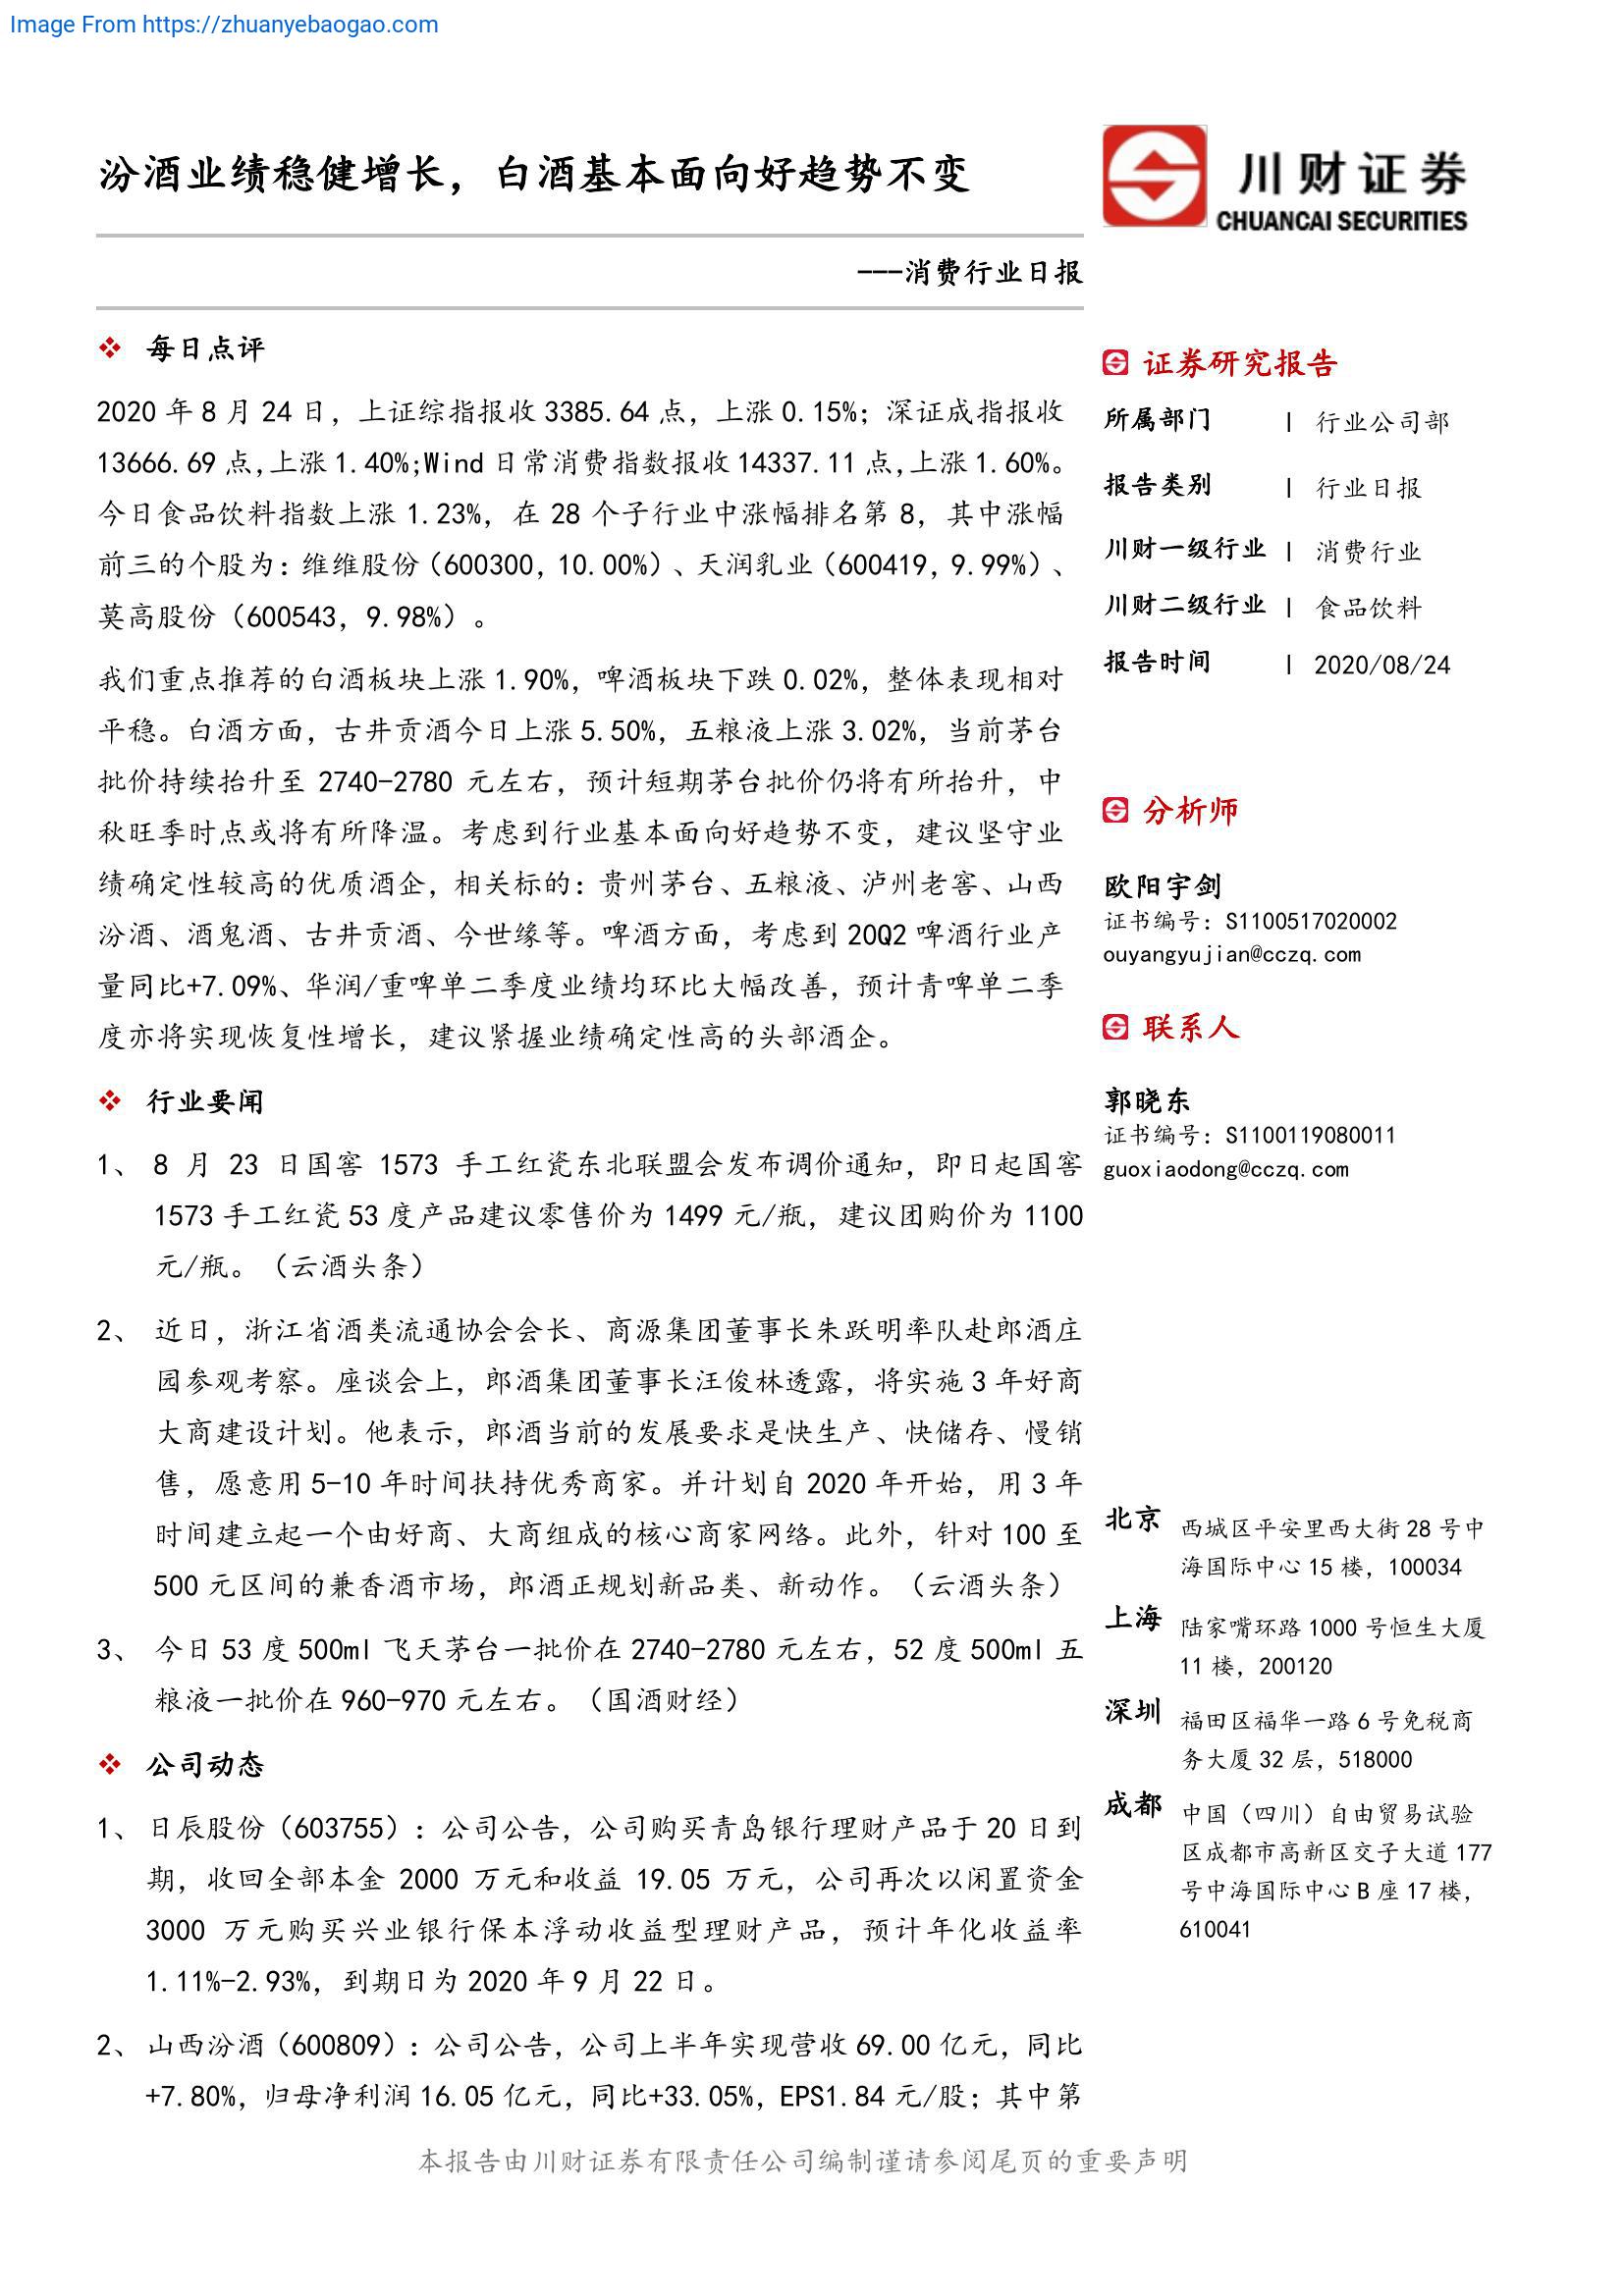 Image From https://zhuanyebaogao.com
汾酒业绩稳健增长，白酒基本面向好趋势不变
---消费行业日报
川财证券
CHUANCAI SECURITIES
❖ 每日点评
2020 年 8 月 24 日，上证综指报收 3385.64 点，上涨 0.15%；深证成指报收
13666.69 点,上涨 1.40%;Wind 日常消费指数报收 14337.11 点,上涨 1.60%。
今日食品饮料指数上涨 1.23%，在 28 个子行业中涨幅排名第 8，其中涨幅
前三的个股为：维维股份（600300，10.00%）、天润乳业（600419，9.99%）、
莫高股份（600543，9.98%）。
我们重点推荐的白酒板块上涨 1.90%，啤酒板块下跌 0.02%，整体表现相对
平稳。白酒方面，古井贡酒今日上涨 5.50%，五粮液上涨 3.02%，当前茅台
批价持续抬升至 2740-2780 元左右，预计短期茅台批价仍将有所抬升，中
秋旺季时点或将有所降温。考虑到行业基本面向好趋势不变，建议坚守业
绩确定性较高的优质酒企，相关标的：贵州茅台、五粮液、泸州老窖、山西
汾酒、酒鬼酒、古井贡酒、今世缘等。啤酒方面，考虑到 20Q2 啤酒行业产
量同比+7.09%、华润/重啤单二季度业绩均环比大幅改善，预计青啤单二季
度亦将实现恢复性增长，建议紧握业绩确定性高的头部酒企。
❖ 行业要闻
1、 8 月 23 日国窖 1573 手工红瓷东北联盟会发布调价通知，即日起国窖
1573 手工红瓷 53 度产品建议零售价为 1499 元/瓶，建议团购价为 1100
元/瓶。（云酒头条）
2、 近日，浙江省酒类流通协会会长、商源集团董事长朱跃明率队赴郎酒庄
园参观考察。座谈会上，郎酒集团董事长汪俊林透露，将实施 3 年好商
大商建设计划。他表示，郎酒当前的发展要求是快生产、快储存、慢销
售，愿意用 5-10 年时间扶持优秀商家。并计划自 2020 年开始，用 3 年
时间建立起一个由好商、大商组成的核心商家网络。此外，针对 100 至
500 元区间的兼香酒市场，郎酒正规划新品类、新动作。（云酒头条）
3、 今日 53 度 500ml 飞天茅台一批价在 2740-2780 元左右，52 度 500ml 五
粮液一批价在 960-970 元左右。（国酒财经）
❖ 公司动态
1、 日辰股份（603755）：公司公告，公司购买青岛银行理财产品于 20 日到
期，收回全部本金 2000 万元和收益 19.05 万元，公司再次以闲置资金
3000 万元购买兴业银行保本浮动收益型理财产品，预计年化收益率
1.11%-2.93%，到期日为 2020 年 9 月 22 日。
2、 山西汾酒（600809）：公司公告，公司上半年实现营收 69.00 亿元，同比
+7.80%，归母净利润 16.05 亿元，同比+33.05%，EPS1.84 元/股；其中第
证券研究报告
所属部门 | 行业公司部
报告类别 | 行业日报
川财一级行业 | 消费行业
川财二级行业 | 食品饮料
报告时间 | 2020/08/24
分析师
欧阳宇剑
证书编号：S1100517020002
ouyangyujian@cczq.com
联系人
郭晓东
证书编号：S1100119080011
guoxiaodong@cczq.com
北京 西城区平安里西大街 28 号中
海国际中心 15 楼，100034
上海 陆家嘴环路 1000 号恒生大厦
11 楼，200120
深圳 福田区福华一路 6 号免税商
务大厦 32 层，518000
成都 中国（四川）自由贸易试验
区成都市高新区交子大道 177
号中海国际中心 B 座 17 楼，
610041
本报告由川财证券有限责任公司编制谨请参阅尾页的重要声明